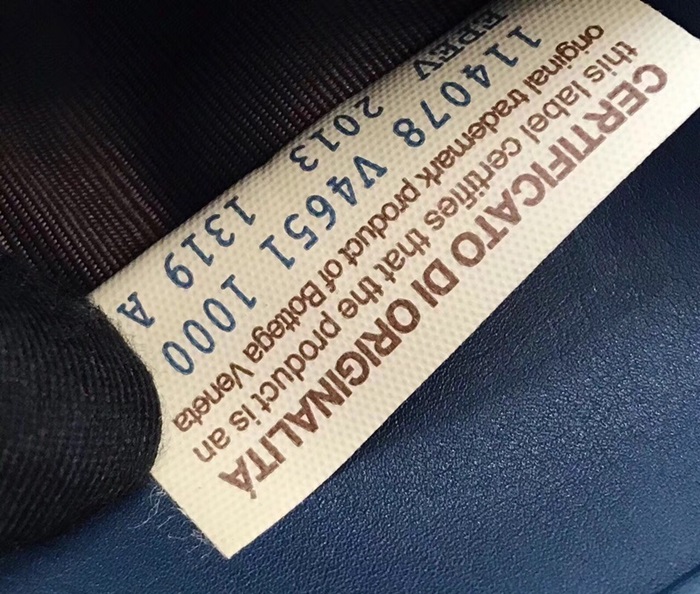 CERTIFICATO DI ORIGINALITÀ
this label certifies that the product is an
original trademark product of Bottega Veneta
114078 V4651 1000
2013 1319 A